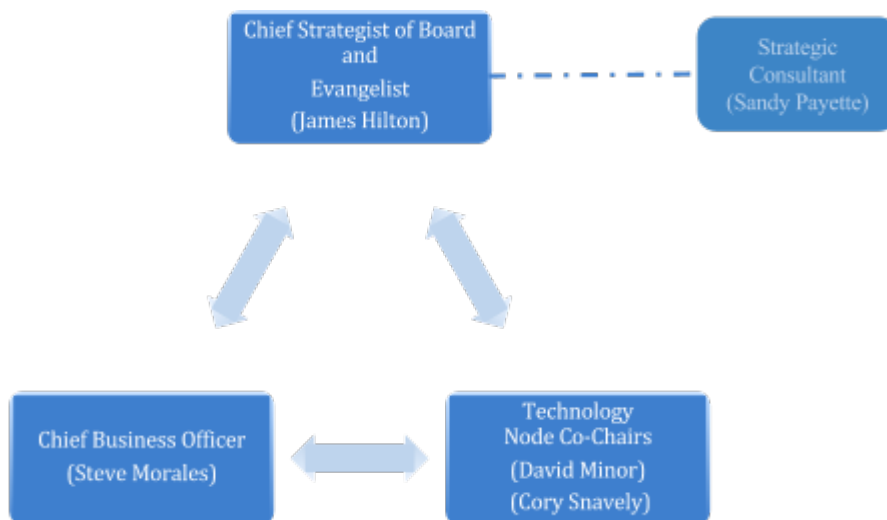 Chief Strategist of Board
and
Evangelist
(James Hilton)
Strategic
Consultant
(Sandy Payette)
Chief Business Officer
(Steve Morales)
Technology
Node Co-Chairs
(David Minor)
(Cory Snavely)